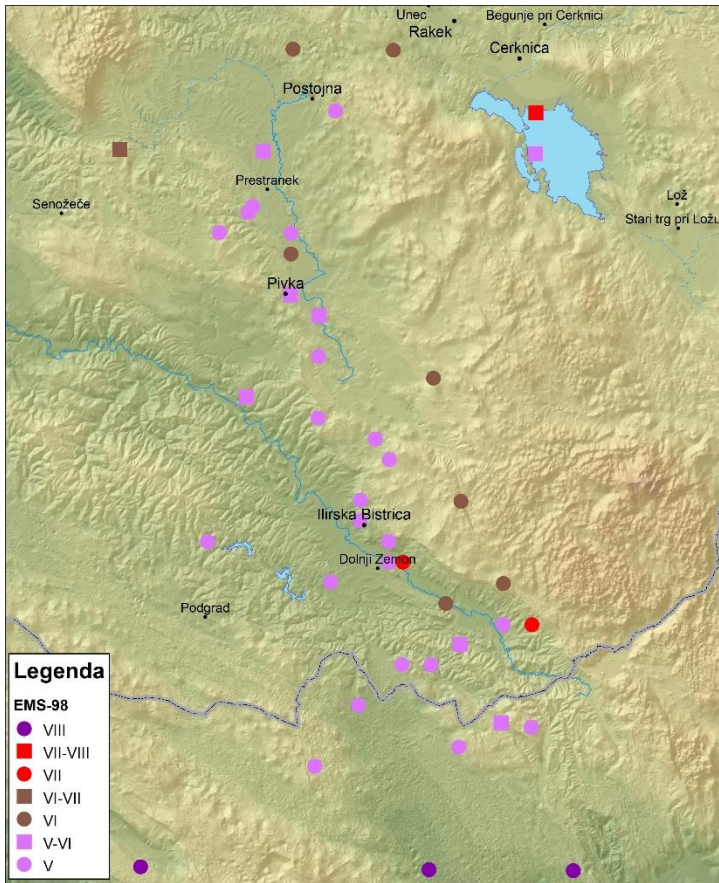 Unec
Begunje pri Cerknici
Rakek
Cerknica
Postojna
Prestranek
Senožeče
Lož
Stari trg pri Ložu
Pivka
Ilirska Bistrica
Dolnji Zemon
Podgrad
Legenda
EMS-98
VIII
VII-VIII
VII
VI-VII
VI
V-VI
V